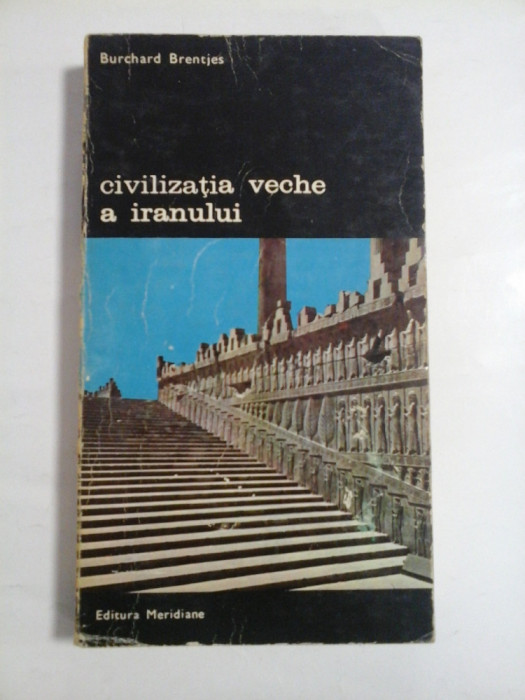 Burchard Brentjes
civilizația veche
a iranului
Editura Meridiane